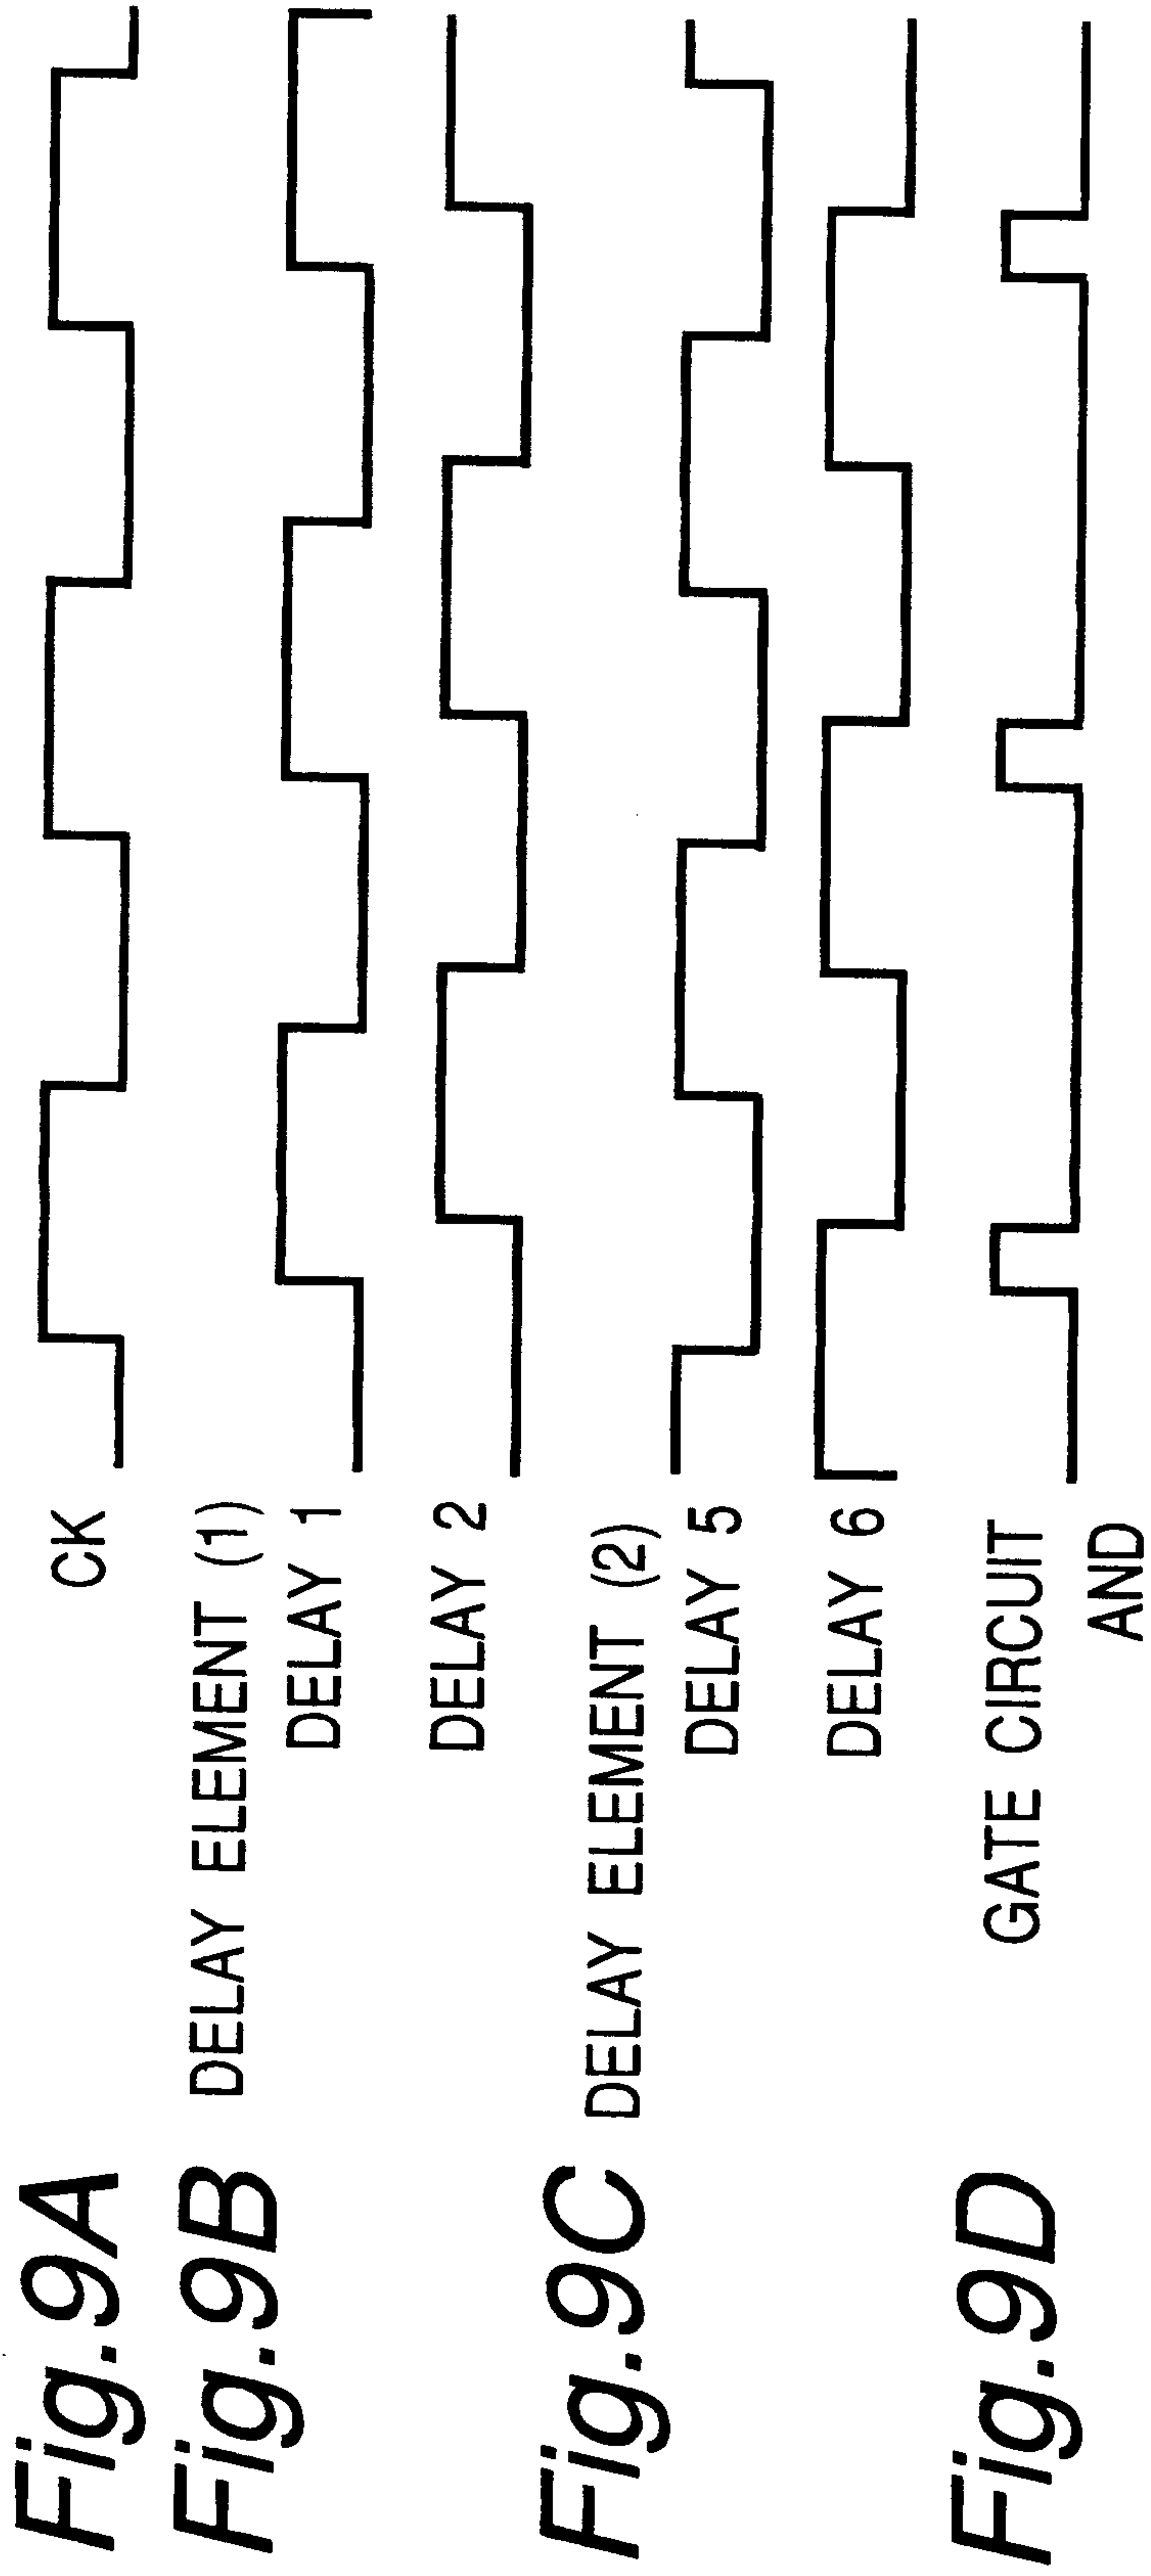 Fig.9A CK
Fig.9B DELAY ELEMENT (1)
DELAY 1
DELAY 2
Fig.9C DELAY ELEMENT (2)
DELAY 5
DELAY 6
Fig.9D GATE CIRCUIT
AND